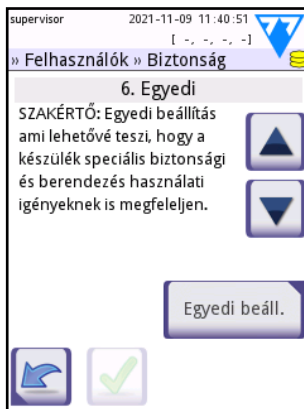 supervisor 2021-11-09 11:40:51
[ -, -, -, -]
» Felhasználók » Biztonság
6. Egyedi
SZAKÉRTŐ: Egyedi beállítás
ami lehetővé teszi, hogy a
készülék speciális biztonsági
és berendezés használati
igényeknek is megfeleljen.
Egyedi beáll.